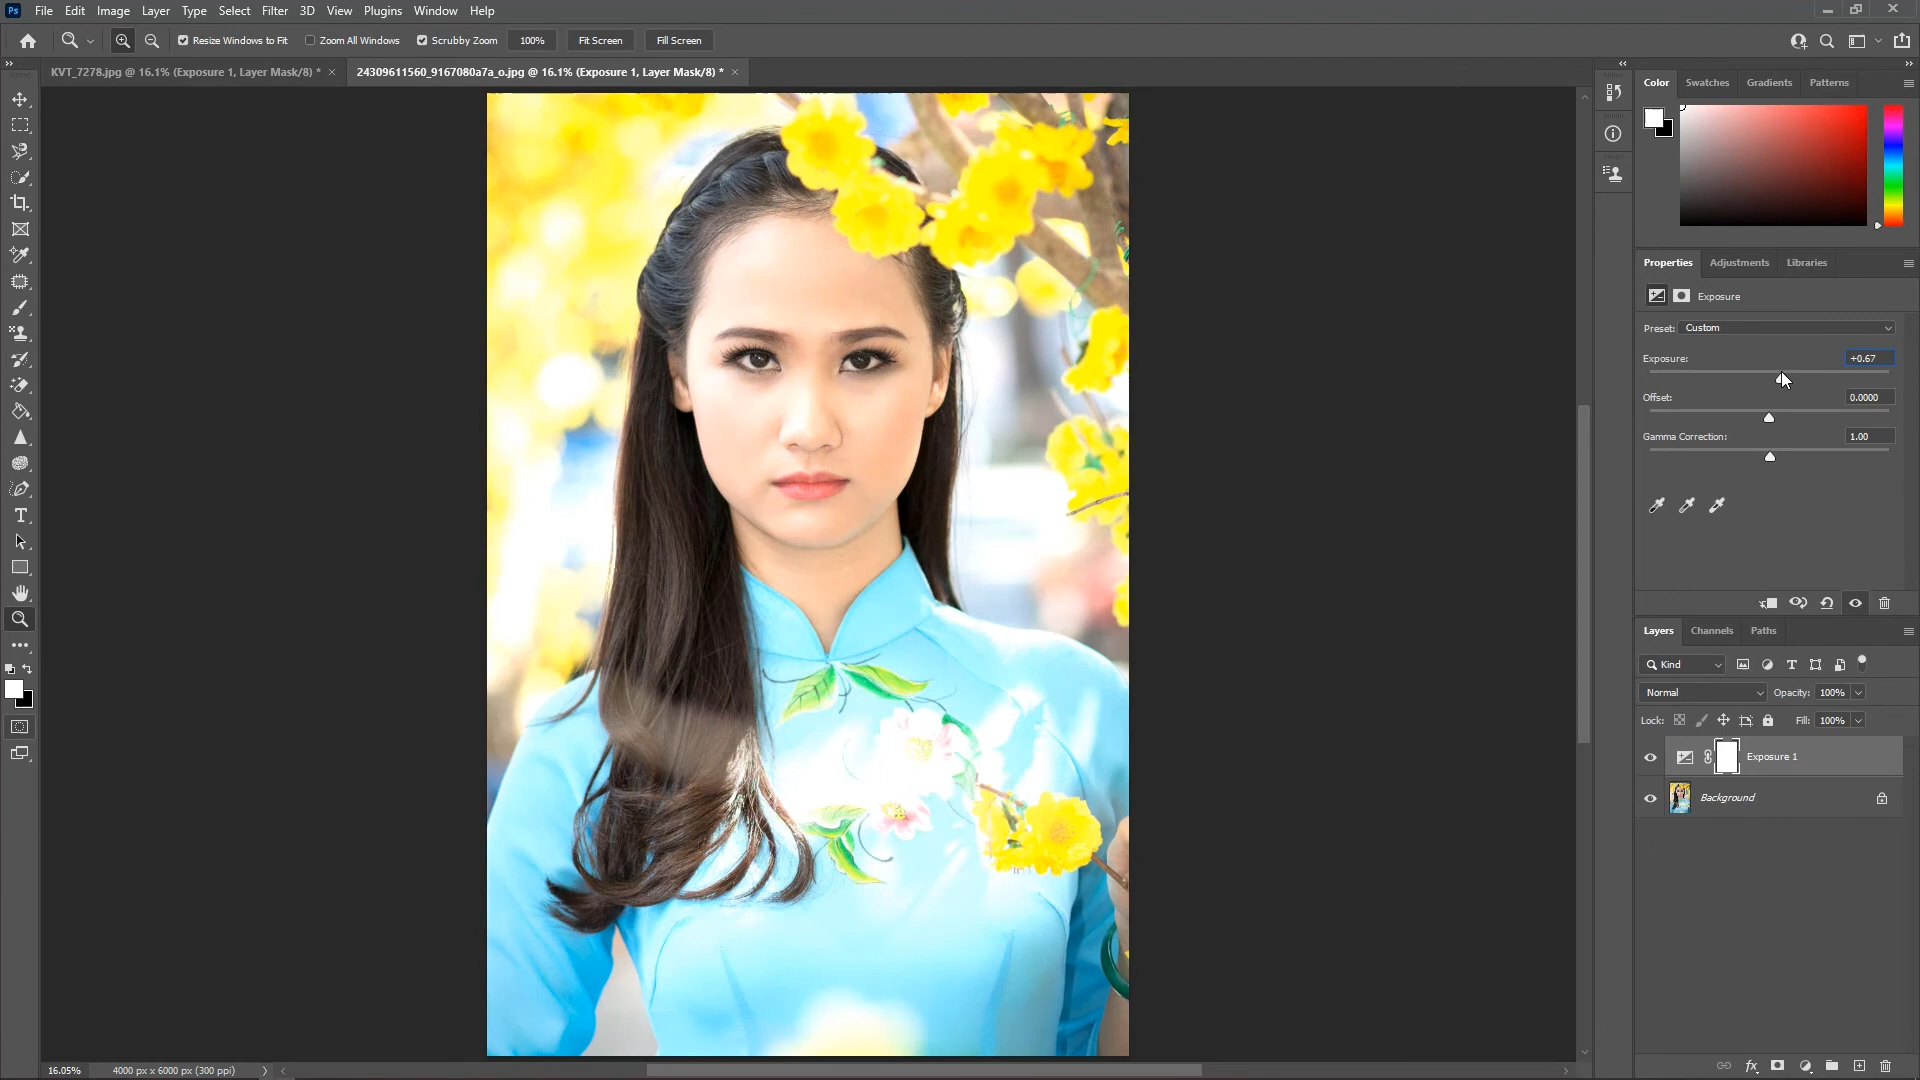 Ps File Edit Image Layer Type Select Filter 3D View Plugins Window Help
Resize Windows to Fit Zoom All Windows Scrubby Zoom 100% Fit Screen Fill Screen
KVT_7278.jpg @ 16.1% (Exposure 1, Layer Mask/8) * × 24309611560_9167080a7a_o.jpg @ 16.1% (Exposure 1, Layer Mask/8) * ×
Color Swatches Gradients Patterns
Properties Adjustments Libraries
Exposure
Preset: Custom
Exposure: +0.67
Offset: 0.0000
Gamma Correction: 1.00
Layers Channels Paths
Kind
Normal Opacity: 100%
Lock: Fill: 100%
Exposure 1
Background
16.05% 4000 px x 6000 px (300 ppi)